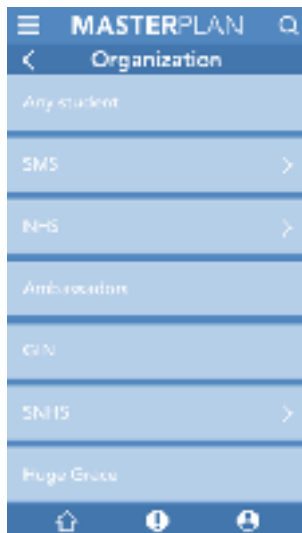 MASTERPLAN
Organization
Any student
SMS
NHS
Ambassadors
GIN
SNHS
Huge Grace